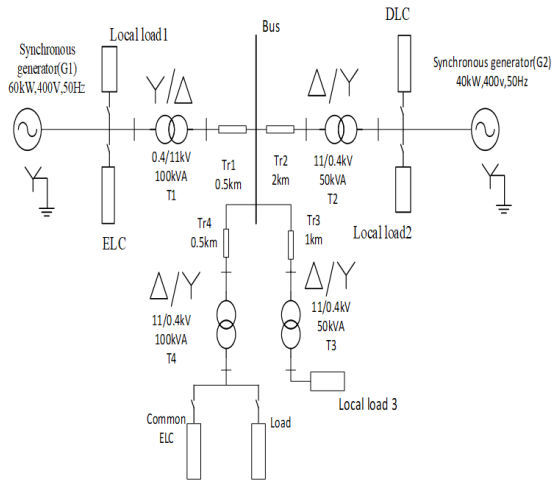 DLC
Bus
Local load1
Synchronous
generator(G1)
60kW,400V,50Hz
Synchronous generator(G2)
40kW,400v,50Hz
Y/Δ
Δ/Y
0.4/11kV
100kVA
T1
Tr1
0.5km
Tr2
2km
11/0.4kV
50kVA
T2
ELC
Local load2
Tr4
0.5km
Tr3
1km
Δ/Y
11/0.4kV
100kVA
T4
Δ/Y
11/0.4kV
50kVA
T3
Local load 3
Common
ELC
Load